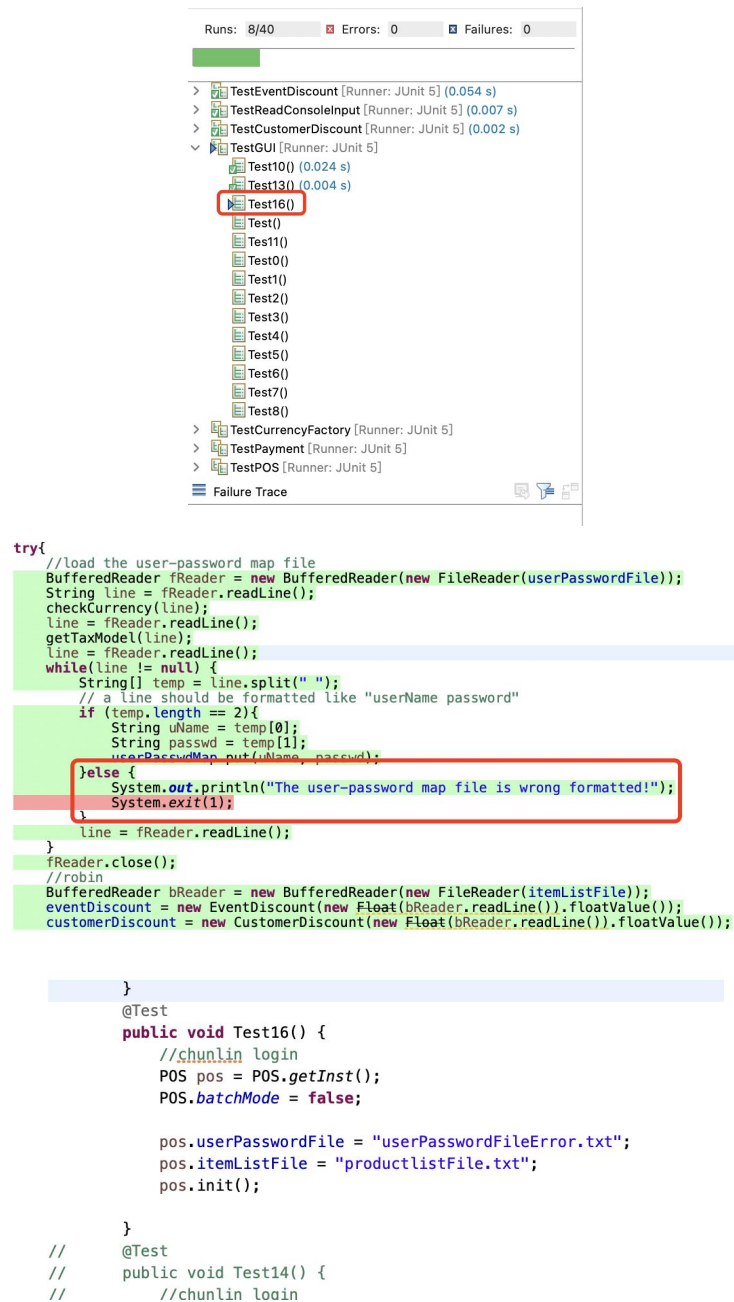 Runs: 8/40 Errors: 0 Failures: 0
TestEventDiscount [Runner: JUnit 5] (0.054 s)
TestReadConsoleInput [Runner: JUnit 5] (0.007 s)
TestCustomerDiscount [Runner: JUnit 5] (0.002 s)
TestGUI [Runner: JUnit 5]
Test10() (0.024 s)
Test13() (0.004 s)
Test16()
Test()
Tes11()
Test0()
Test1()
Test2()
Test3()
Test4()
Test5()
Test6()
Test7()
Test8()
TestCurrencyFactory [Runner: JUnit 5]
TestPayment [Runner: JUnit 5]
TestPOS [Runner: JUnit 5]
Failure Trace
try{
//load the user-password map file
BufferedReader fReader = new BufferedReader(new FileReader(userPasswordFile));
String line = fReader.readLine();
checkCurrency(line);
line = fReader.readLine();
getTaxModel(line);
line = fReader.readLine();
while(line != null) {
String[] temp = line.split(" ");
// a line should be formatted like "userName password"
if (temp.length == 2){
String uName = temp[0];
String passwd = temp[1];
userPasswdMap.put(uName, passwd);
}else {
System.out.println("The user-password map file is wrong formatted!");
System.exit(1);
}
line = fReader.readLine();
}
fReader.close();
//robin
BufferedReader bReader = new BufferedReader(new FileReader(itemListFile));
eventDiscount = new EventDiscount(new Float(bReader.readLine()).floatValue());
customerDiscount = new CustomerDiscount(new Float(bReader.readLine()).floatValue());
}
@Test
public void Test16() {
//chunlin login
POS pos = POS.getInst();
POS.batchMode = false;
pos.userPasswordFile = "userPasswordFileError.txt";
pos.itemListFile = "productlistFile.txt";
pos.init();
}
// @Test
// public void Test14() {
// //chunlin login